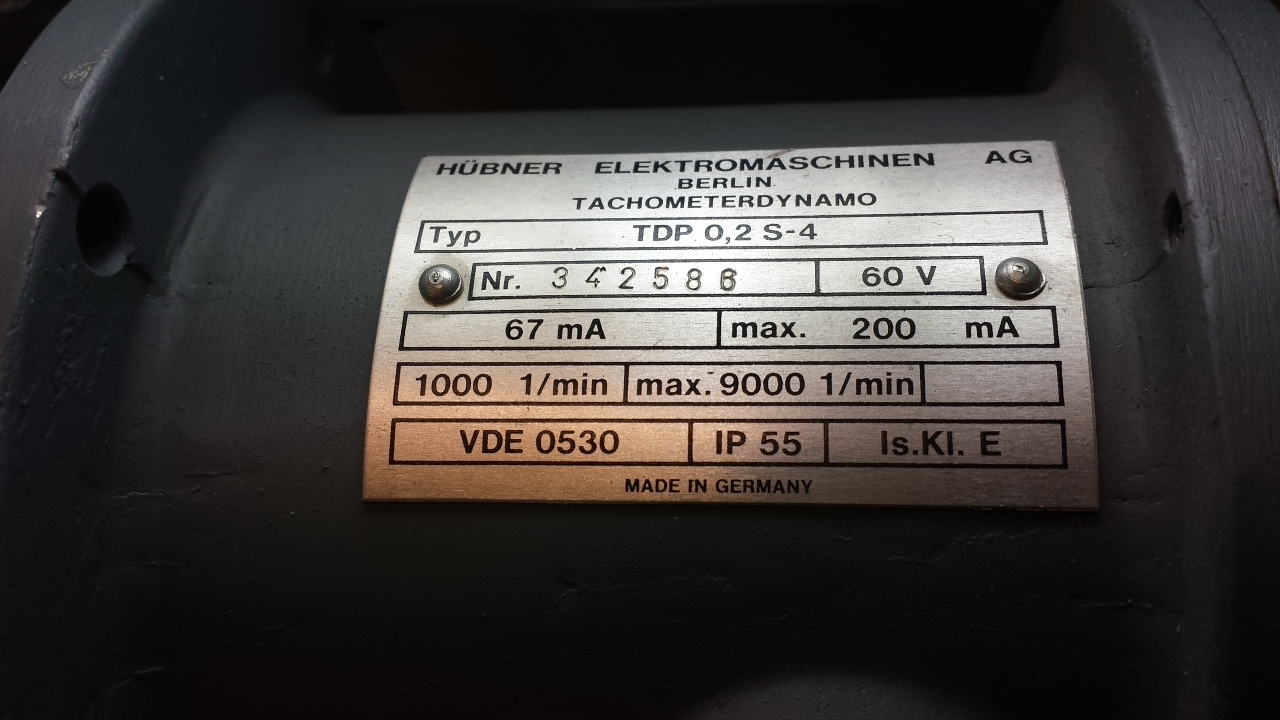 HÜBNER ELEKTROMASCHINEN AG
BERLIN
TACHOMETERDYNAMO
Typ TDP 0,2 S-4
Nr. 342586 60 V
67 mA max. 200 mA
1000 1/min max. 9000 1/min
VDE 0530 IP 55 Is.Kl. E
MADE IN GERMANY